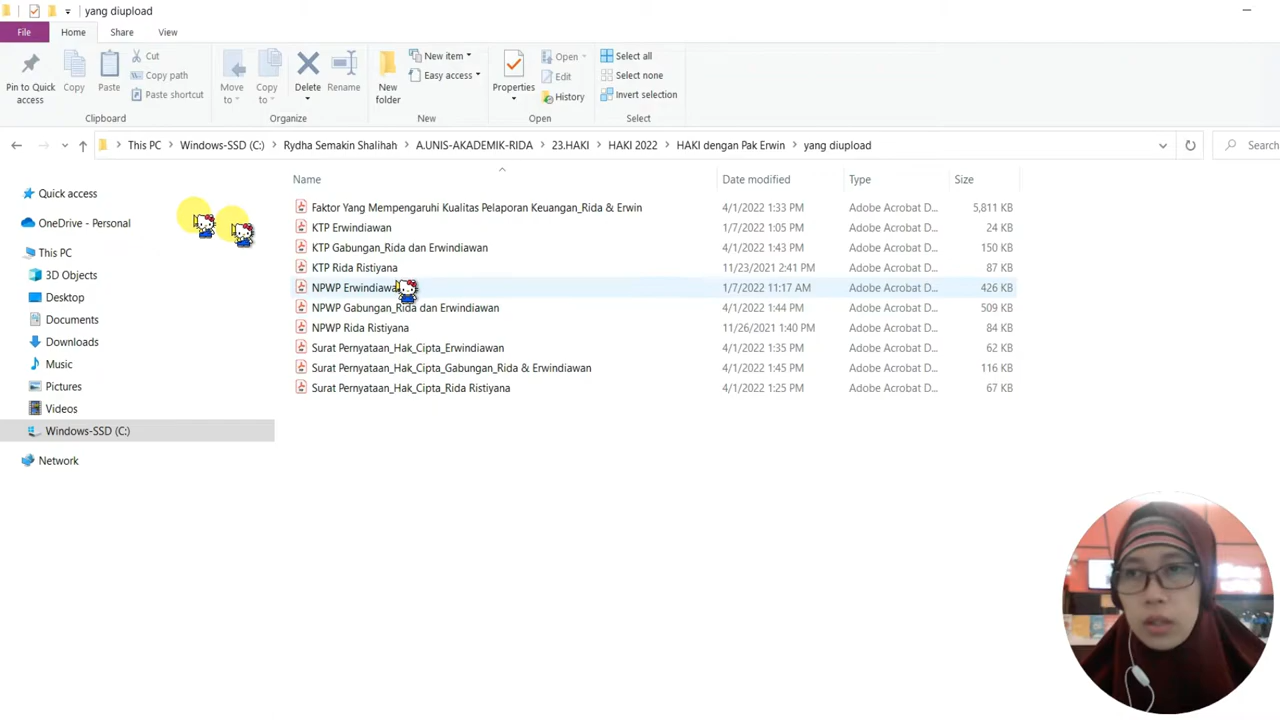 yang diupload
File Home Share View
Pin to Quick access
Copy
Paste
Cut
Copy path
Paste shortcut
Clipboard
Move to
Copy to
Delete
Rename
Organize
New folder
New item
Easy access
New
Properties
Open
Edit
History
Open
Select all
Select none
Invert selection
Select
This PC Windows-SSD (C:) Rydha Semakin Shalihah A.UNIS-AKADEMIK-RIDA 23.HAKI HAKI 2022 HAKI dengan Pak Erwin yang diupload
Search
Quick access
OneDrive - Personal
This PC
3D Objects
Desktop
Documents
Downloads
Music
Pictures
Videos
Windows-SSD (C:)
Network
Name Date modified Type Size
Faktor Yang Mempengaruhi Kualitas Pelaporan Keuangan_Rida & Erwin 4/1/2022 1:33 PM Adobe Acrobat D... 5,811 KB
KTP Erwindiawan 1/7/2022 1:05 PM Adobe Acrobat D... 24 KB
KTP Gabungan_Rida dan Erwindiawan 4/1/2022 1:43 PM Adobe Acrobat D... 150 KB
KTP Rida Ristiyana 11/23/2021 2:41 PM Adobe Acrobat D... 87 KB
NPWP Erwindiawa 1/7/2022 11:17 AM Adobe Acrobat D... 426 KB
NPWP Gabungan_Rida dan Erwindiawan 4/1/2022 1:44 PM Adobe Acrobat D... 509 KB
NPWP Rida Ristiyana 11/26/2021 1:40 PM Adobe Acrobat D... 84 KB
Surat Pernyataan_Hak_Cipta_Erwindiawan 4/1/2022 1:35 PM Adobe Acrobat D... 62 KB
Surat Pernyataan_Hak_Cipta_Gabungan_Rida & Erwindiawan 4/1/2022 1:45 PM Adobe Acrobat D... 116 KB
Surat Pernyataan_Hak_Cipta_Rida Ristiyana 4/1/2022 1:25 PM Adobe Acrobat D... 67 KB